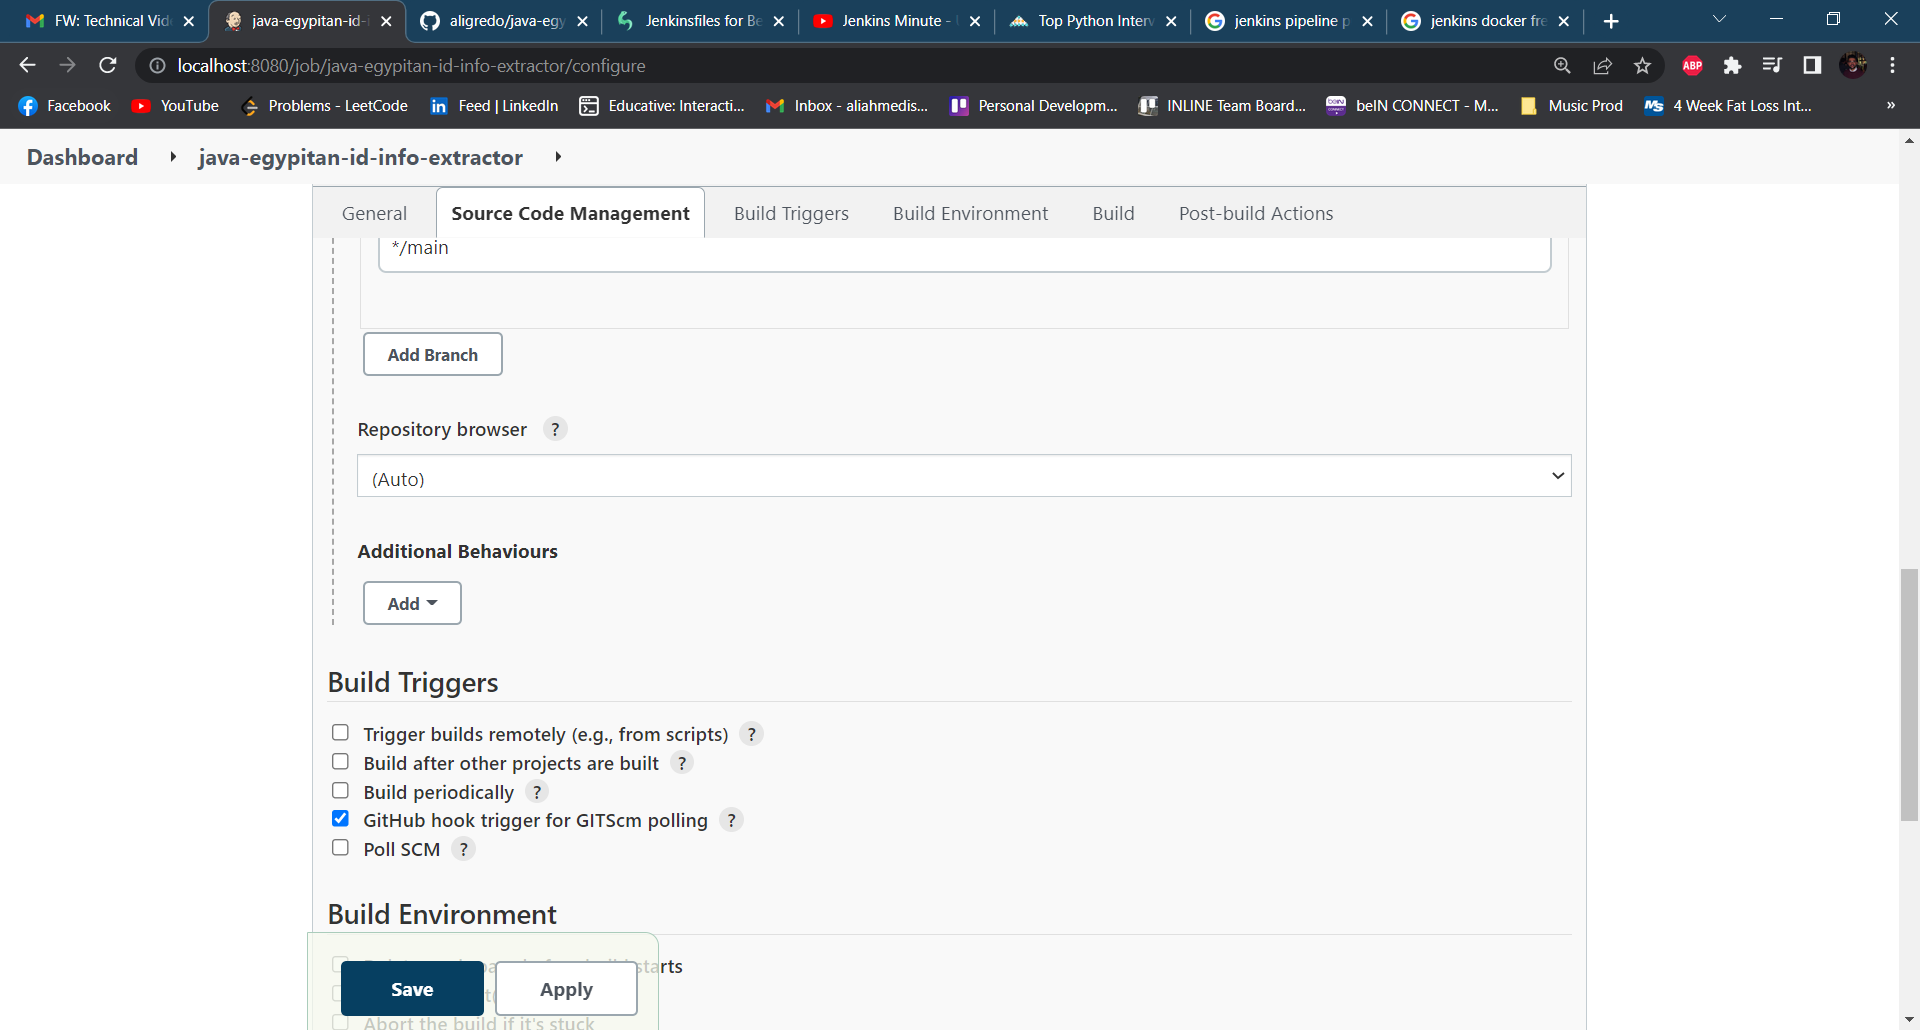 FW: Technical Vid
java-egypitan-id-i
aligredo/java-egy
Jenkinsfiles for Be
Jenkins Minute -
Top Python Interv
jenkins pipeline p
jenkins docker fre
localhost:8080/job/java-egypitan-id-info-extractor/configure
ABP
Facebook
YouTube
Problems - LeetCode
Feed | LinkedIn
Educative: Interacti...
Inbox - aliahmedis...
Personal Developm...
INLINE Team Board...
beIN CONNECT - M...
Music Prod
4 Week Fat Loss Int...
»
Dashboard
java-egypitan-id-info-extractor
General
Source Code Management
Build Triggers
Build Environment
Build
Post-build Actions
*/main
Add Branch
Repository browser ?
(Auto)
Additional Behaviours
Add
Build Triggers
Trigger builds remotely (e.g., from scripts) ?
Build after other projects are built ?
Build periodically ?
GitHub hook trigger for GITScm polling ?
Poll SCM ?
Build Environment
starts
Save
Apply
Abort the build if it's stuck